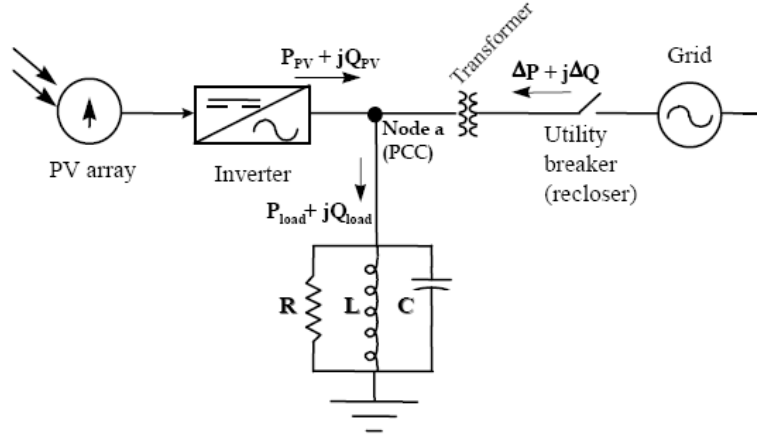 P_PV + jQ_PV
Transformer
ΔP + jΔQ
Grid
Node a
(PCC)
Utility
breaker
(recloser)
PV array
Inverter
P_load + jQ_load
R
L
C